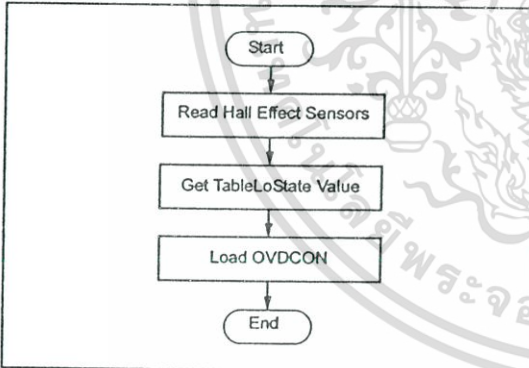 Start
Read Hall Effect Sensors
Get TableLoState Value
Load OVDCON
End